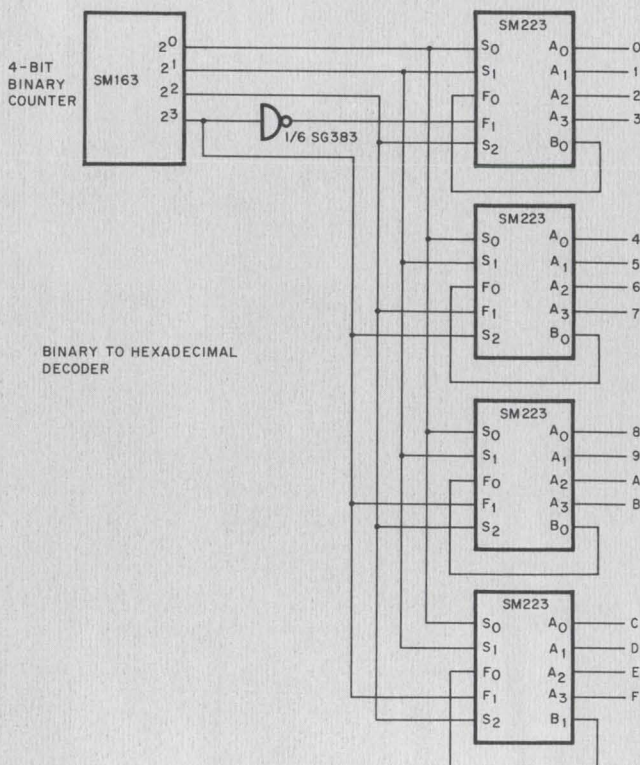 4-BIT
BINARY
COUNTER
SM163
2⁰
2¹
2²
2³
1/6 SG383
BINARY TO HEXADECIMAL
DECODER
SM223
S₀ A₀ 0
S₁ A₁ 1
F₀ A₂ 2
F₁ A₃ 3
S₂ B₀
SM223
S₀ A₀ 4
S₁ A₁ 5
F₀ A₂ 6
F₁ A₃ 7
S₂ B₀
SM223
S₀ A₀ 8
S₁ A₁ 9
F₀ A₂ A
F₁ A₃ B
S₂ B₀
SM223
S₀ A₀ C
S₁ A₁ D
F₀ A₂ E
F₁ A₃ F
S₂ B₁